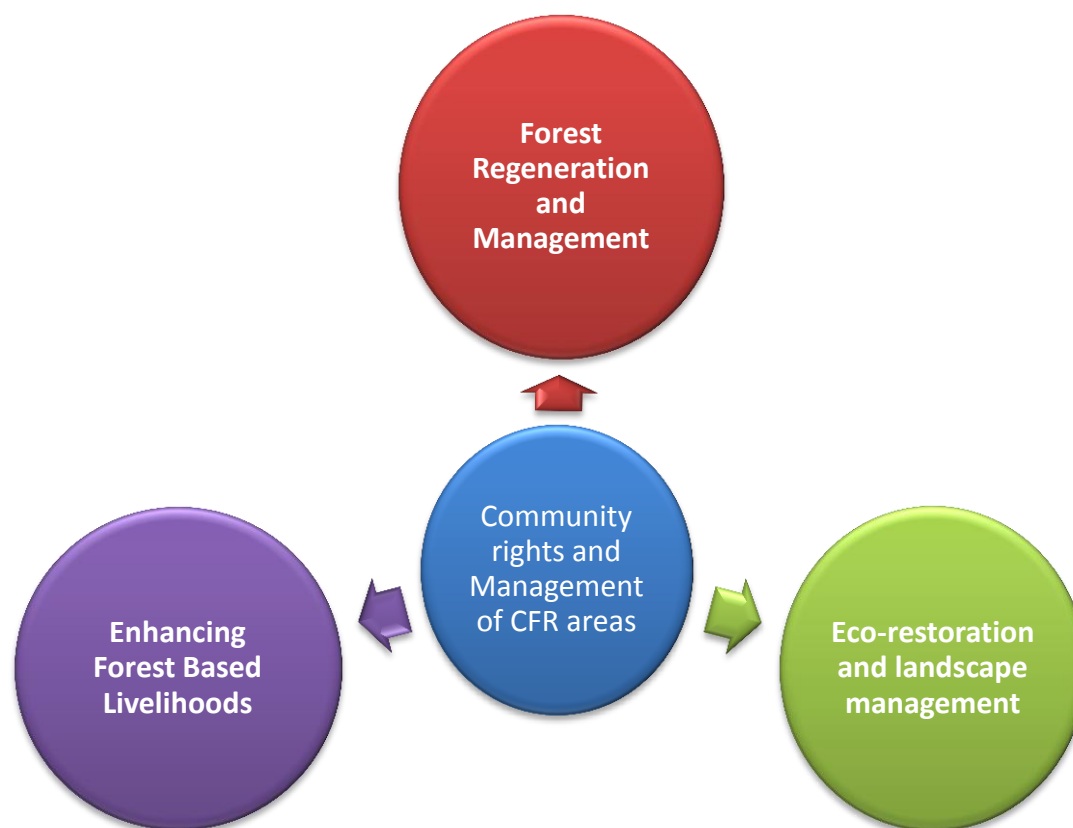 Forest
Regeneration
and
Management
Community
rights and
Management
of CFR areas
Enhancing
Forest Based
Livelihoods
Eco-restoration
and landscape
management